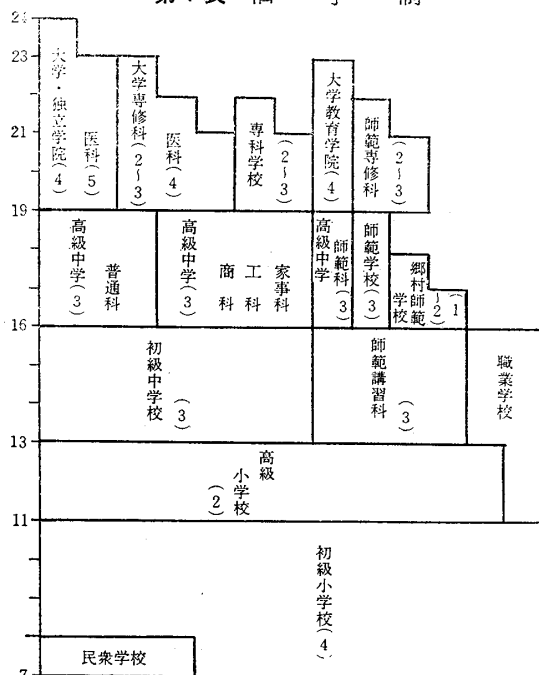 24
23
21
19
16
13
11
7
大学・独立学院(4)
医科(5)
大学専修科(2~3)
医科(4)
専科学校
(2~3)
大学教育学院(4)
師範専修科
(2~3)
高級中学(3)
普通科
高級中学(3)
商科
工科
家事科
高級中学
師範科(3)
師範学校(3)
郷村師範
学校
(1~2)
初級中学校
(3)
師範講習科
(3)
職業学校
高級
小学校
(2)
初級小学校(4)
民衆学校